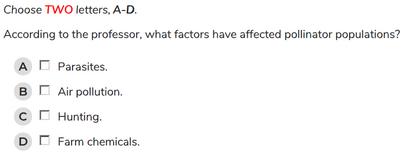 Choose TWO letters, A-D.
According to the professor, what factors have affected pollinator populations?
A Parasites.
B Air pollution.
C Hunting.
D Farm chemicals.